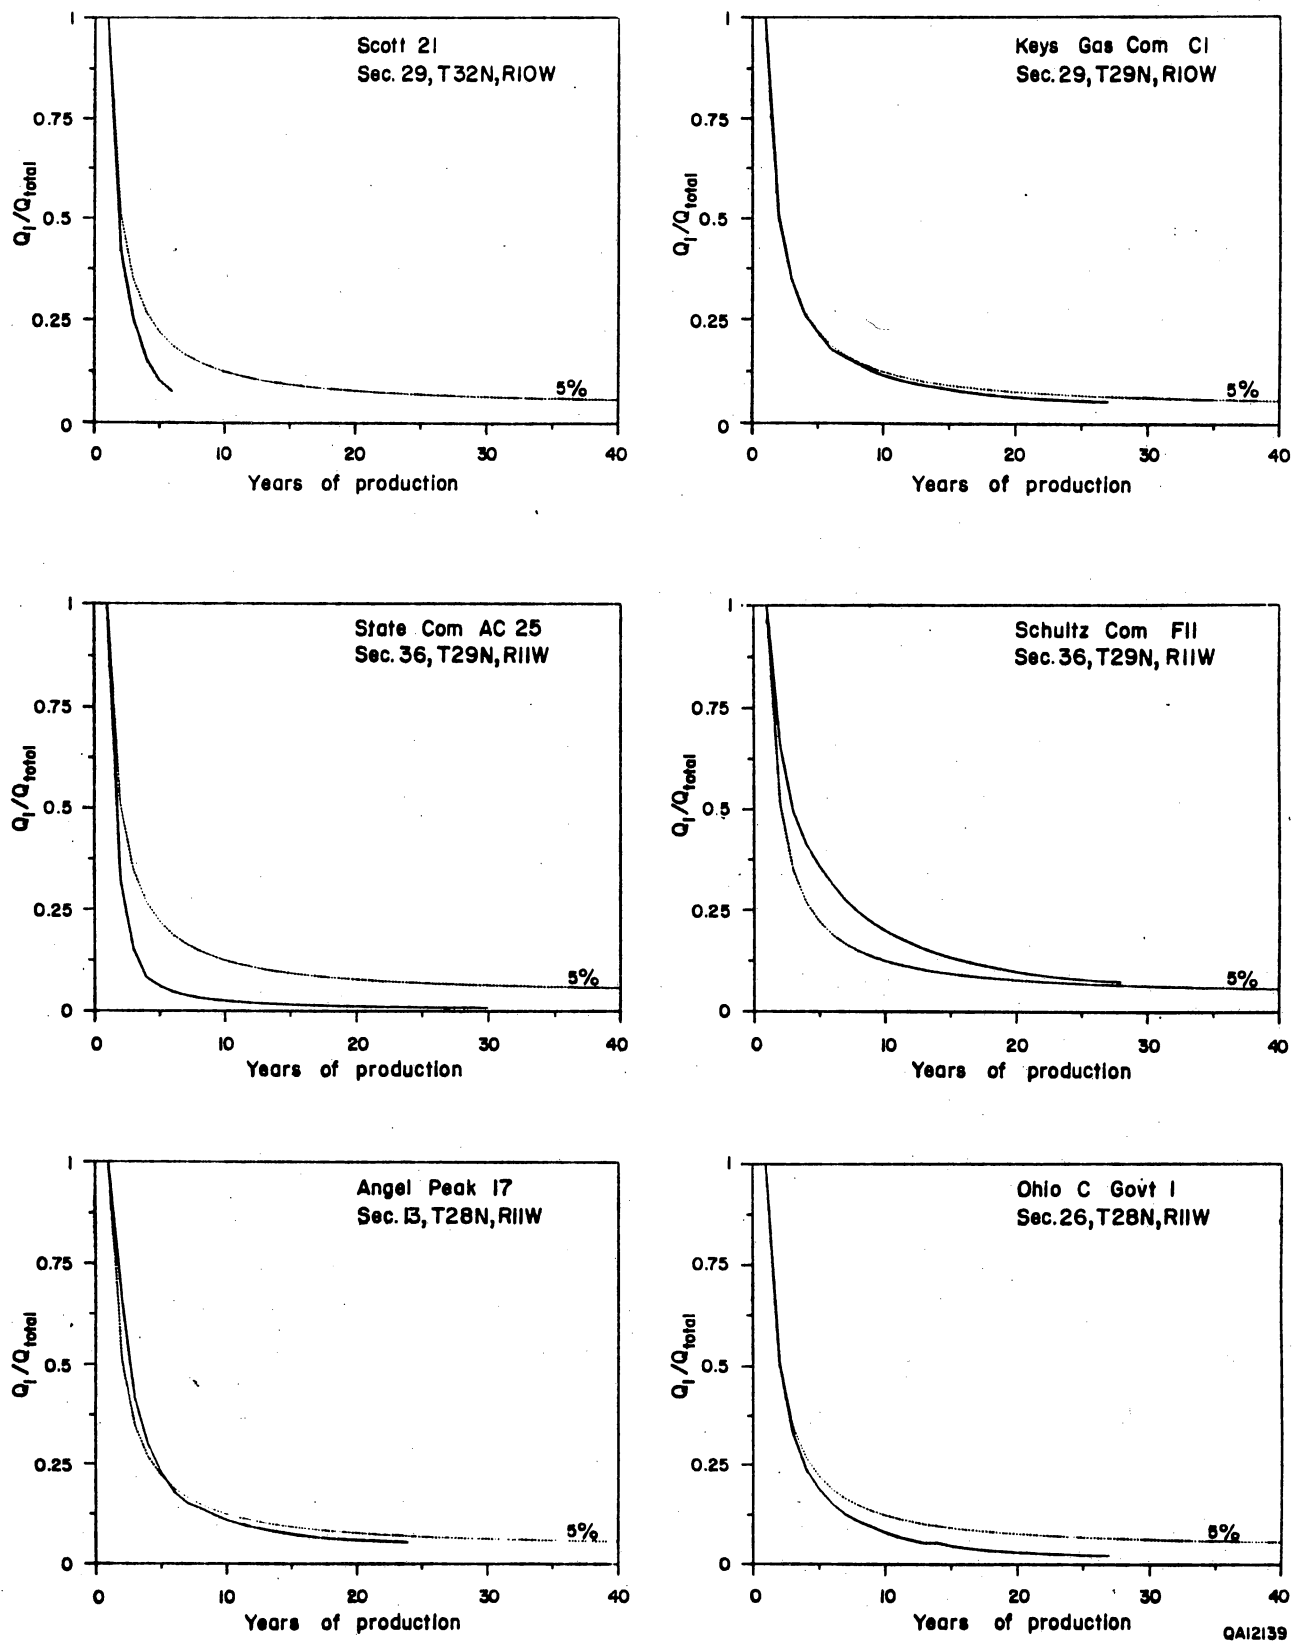 Scott 21
Sec. 29, T32N, R10W
1
0.75
0.5
0.25
0
Q1/Qtotal
5%
0 10 20 30 40
Years of production
Keys Gas Com C1
Sec. 29, T29N, R10W
1
0.75
0.5
0.25
0
Q1/Qtotal
5%
0 10 20 30 40
Years of production
State Com AC 25
Sec. 36, T29N, R11W
1
0.75
0.5
0.25
0
Q1/Qtotal
5%
0 10 20 30 40
Years of production
Schultz Com F11
Sec. 36, T29N, R11W
1
0.75
0.5
0.25
0
Q1/Qtotal
5%
0 10 20 30 40
Years of production
Angel Peak 17
Sec. 13, T28N, R11W
1
0.75
0.5
0.25
0
Q1/Qtotal
5%
0 10 20 30 40
Years of production
Ohio C Govt 1
Sec. 26, T28N, R11W
1
0.75
0.5
0.25
0
Q1/Qtotal
5%
0 10 20 30 40
Years of production
QA12139